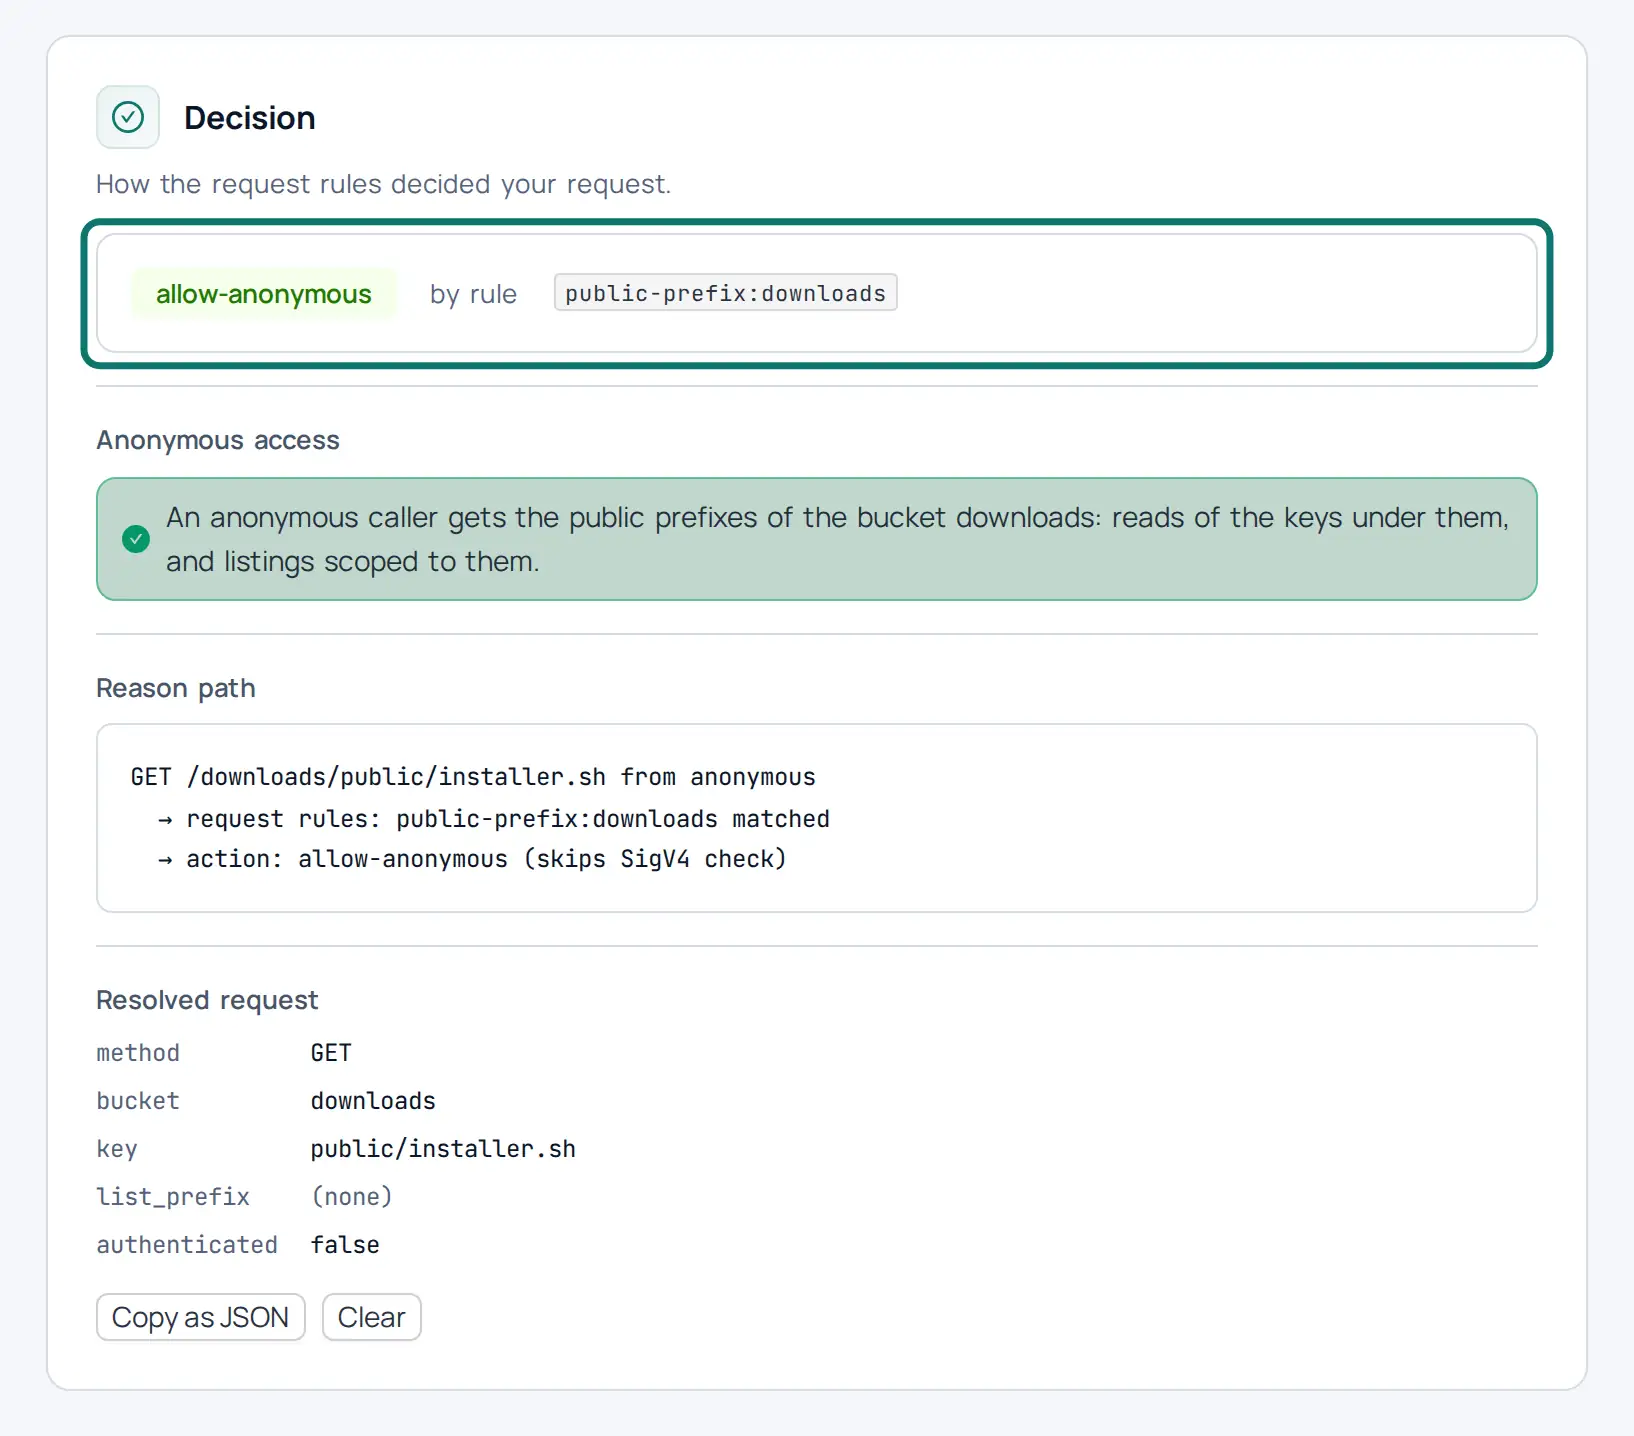 Decision
How the request rules decided your request.
allow-anonymous by rule public-prefix:downloads
Anonymous access
An anonymous caller gets the public prefixes of the bucket downloads: reads of the keys under them,
and listings scoped to them.
Reason path
GET /downloads/public/installer.sh from anonymous
→ request rules: public-prefix:downloads matched
→ action: allow-anonymous (skips SigV4 check)
Resolved request
method GET
bucket downloads
key public/installer.sh
list_prefix (none)
authenticated false
Copy as JSON Clear